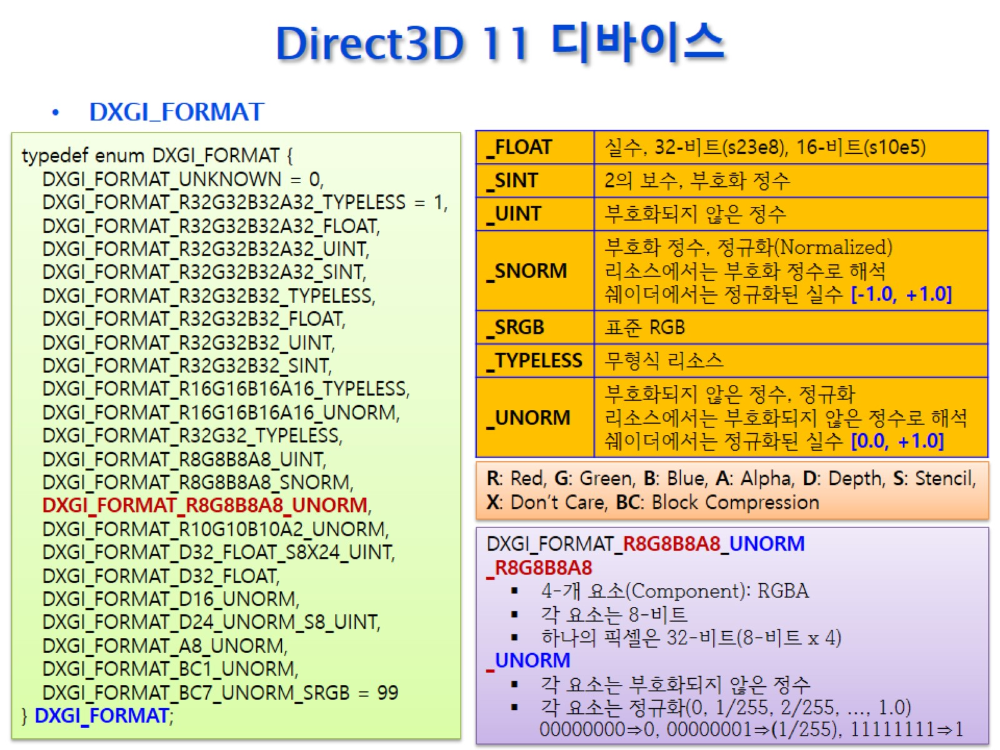 Direct3D 11 디바이스
• DXGI_FORMAT
typedef enum DXGI_FORMAT {
DXGI_FORMAT_UNKNOWN = 0,
DXGI_FORMAT_R32G32B32A32_TYPELESS = 1,
DXGI_FORMAT_R32G32B32A32_FLOAT,
DXGI_FORMAT_R32G32B32A32_UINT,
DXGI_FORMAT_R32G32B32A32_SINT,
DXGI_FORMAT_R32G32B32_TYPELESS,
DXGI_FORMAT_R32G32B32_FLOAT,
DXGI_FORMAT_R32G32B32_UINT,
DXGI_FORMAT_R32G32B32_SINT,
DXGI_FORMAT_R16G16B16A16_TYPELESS,
DXGI_FORMAT_R16G16B16A16_UNORM,
DXGI_FORMAT_R32G32_TYPELESS,
DXGI_FORMAT_R8G8B8A8_UINT,
DXGI_FORMAT_R8G8B8A8_SNORM,
DXGI_FORMAT_R8G8B8A8_UNORM,
DXGI_FORMAT_R10G10B10A2_UNORM,
DXGI_FORMAT_D32_FLOAT_S8X24_UINT,
DXGI_FORMAT_D32_FLOAT,
DXGI_FORMAT_D16_UNORM,
DXGI_FORMAT_D24_UNORM_S8_UINT,
DXGI_FORMAT_A8_UNORM,
DXGI_FORMAT_BC1_UNORM,
DXGI_FORMAT_BC7_UNORM_SRGB = 99
} DXGI_FORMAT;
_FLOAT 실수, 32-비트(s23e8), 16-비트(s10e5)
_SINT 2의 보수, 부호화 정수
_UINT 부호화되지 않은 정수
_SNORM 부호화 정수, 정규화(Normalized)
리소스에서는 부호화 정수로 해석
쉐이더에서는 정규화된 실수 [-1.0, +1.0]
_SRGB 표준 RGB
_TYPELESS 무형식 리소스
_UNORM 부호화되지 않은 정수, 정규화
리소스에서는 부호화되지 않은 정수로 해석
쉐이더에서는 정규화된 실수 [0.0, +1.0]
R: Red, G: Green, B: Blue, A: Alpha, D: Depth, S: Stencil,
X: Don't Care, BC: Block Compression
DXGI_FORMAT_R8G8B8A8_UNORM
_R8G8B8A8
▪ 4-개 요소(Component): RGBA
▪ 각 요소는 8-비트
▪ 하나의 픽셀은 32-비트(8-비트 x 4)
_UNORM
▪ 각 요소는 부호화되지 않은 정수
▪ 각 요소는 정규화(0, 1/255, 2/255, ..., 1.0)
00000000⇒0, 00000001⇒(1/255), 11111111⇒1